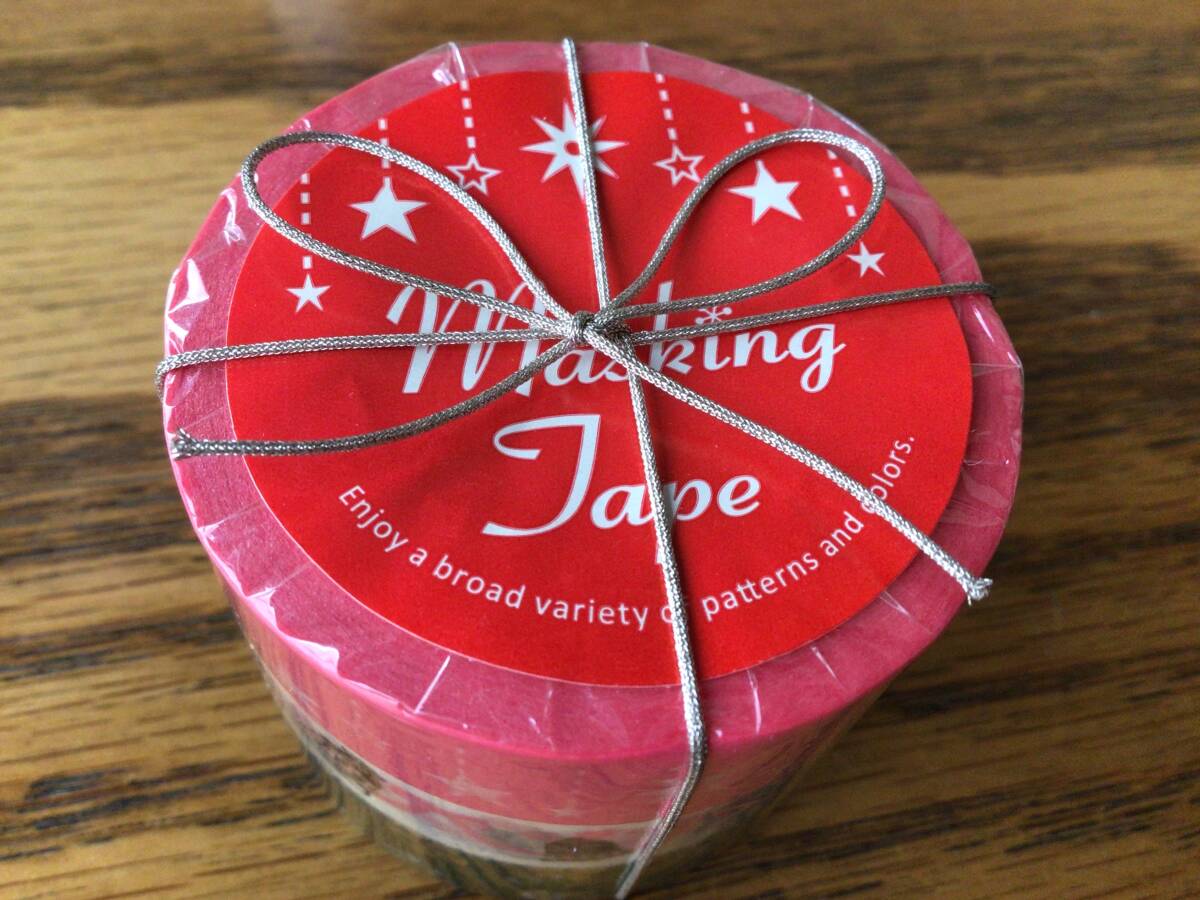 Masking
Tape
Enjoy a broad variety of patterns and colors.